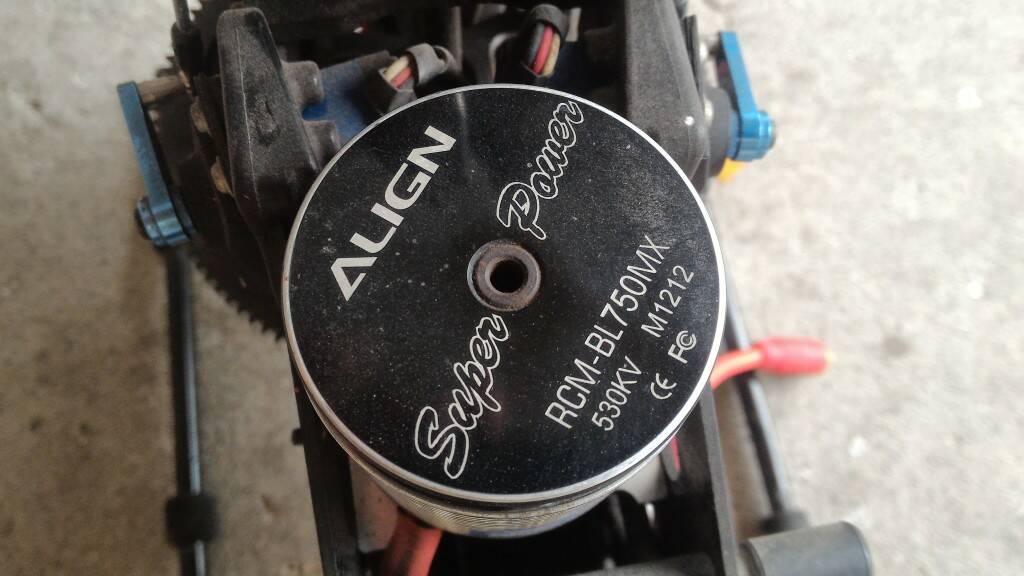 ALIGN
Super Power
RCM-BL750MX
530KV M1212
CE FC